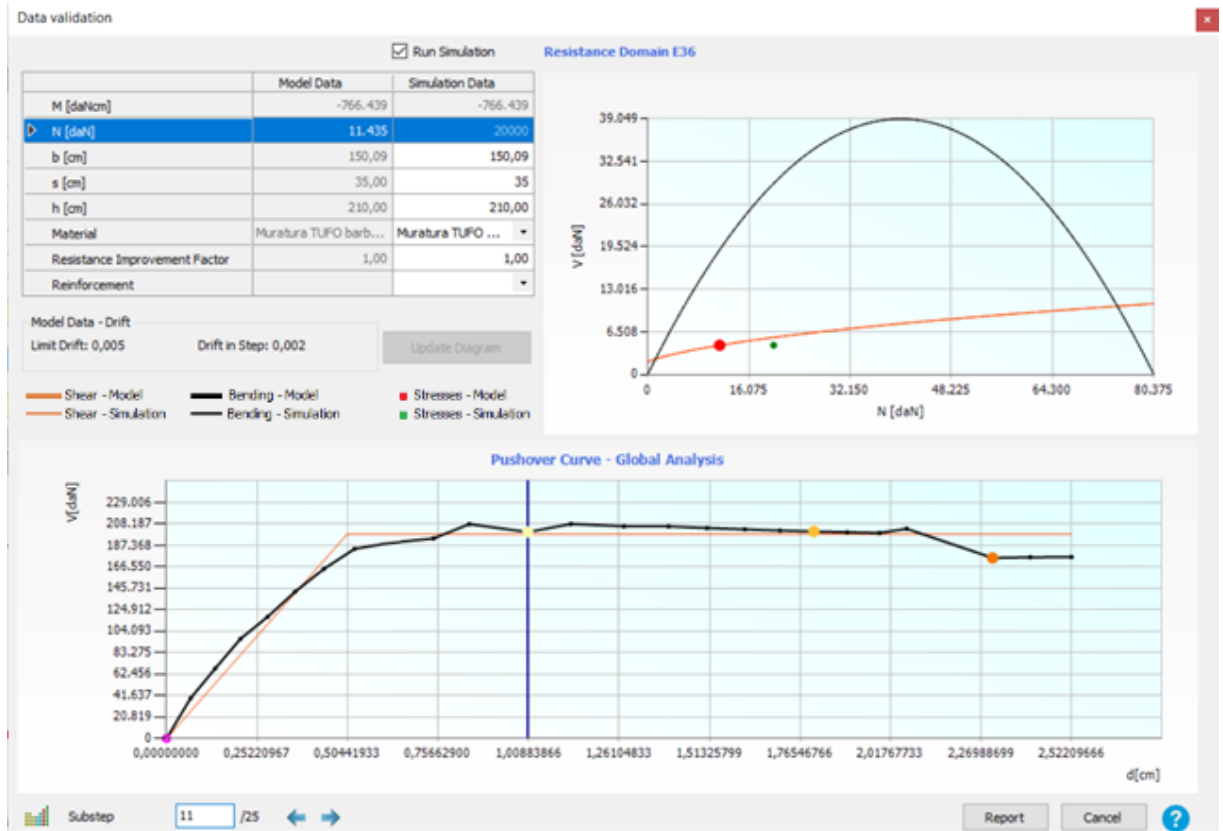 Data validation
Run Simulation
Model Data Simulation Data
M [daNcm] -766.439 -766.439
N [daN] 11.435 20000
b [cm] 150,09 150,09
s [cm] 35,00 35
h [cm] 210,00 210,00
Material Muratura TUFO barb... Muratura TUFO ...
Resistance Improvement Factor 1,00 1,00
Reinforcement
Model Data - Drift
Limit Drift: 0,005 Drift in Step: 0,002
Update Diagram
Shear - Model Bending - Model Stresses - Model
Shear - Simulation Bending - Simulation Stresses - Simulation
Resistance Domain E36
V [daN]
39.049
32.541
26.032
19.524
13.016
6.508
0
0 16.075 32.150 48.225 64.300 80.375
N [daN]
Pushover Curve - Global Analysis
V[daN]
229.006
208.187
187.368
166.550
145.731
124.912
104.093
83.275
62.456
41.637
20.819
0
0,00000000 0,25220967 0,50441933 0,75662900 1,00883866 1,26104833 1,51325799 1,76546766 2,01767733 2,26988699 2,52209666
d[cm]
Substep 11 /25
Report Cancel ?